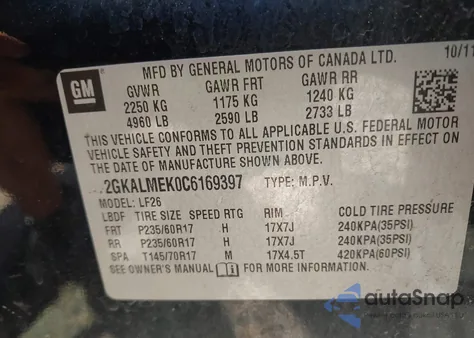 GM
MFD BY GENERAL MOTORS OF CANADA LTD. 10/11
GVWR GAWR FRT GAWR RR
2250 KG 1175 KG 1240 KG
4960 LB 2590 LB 2733 LB
THIS VEHICLE CONFORMS TO ALL APPLICABLE U.S. FEDERAL MOTOR
VEHICLE SAFETY AND THEFT PREVENTION STANDARDS IN EFFECT ON
THE DATE OF MANUFACTURE SHOWN ABOVE.
2GKALMEK0C6169397 TYPE: M.P.V.
MODEL: LF26
LBDF TIRE SIZE SPEED RTG RIM COLD TIRE PRESSURE
FRT P235/60R17 H 17X7J 240KPA(35PSI)
RR P235/60R17 H 17X7J 240KPA(35PSI)
SPA T145/70R17 M 17X4.5T 420KPA(60PSI)
SEE OWNER'S MANUAL FOR MORE INFORMATION.
autoSnap